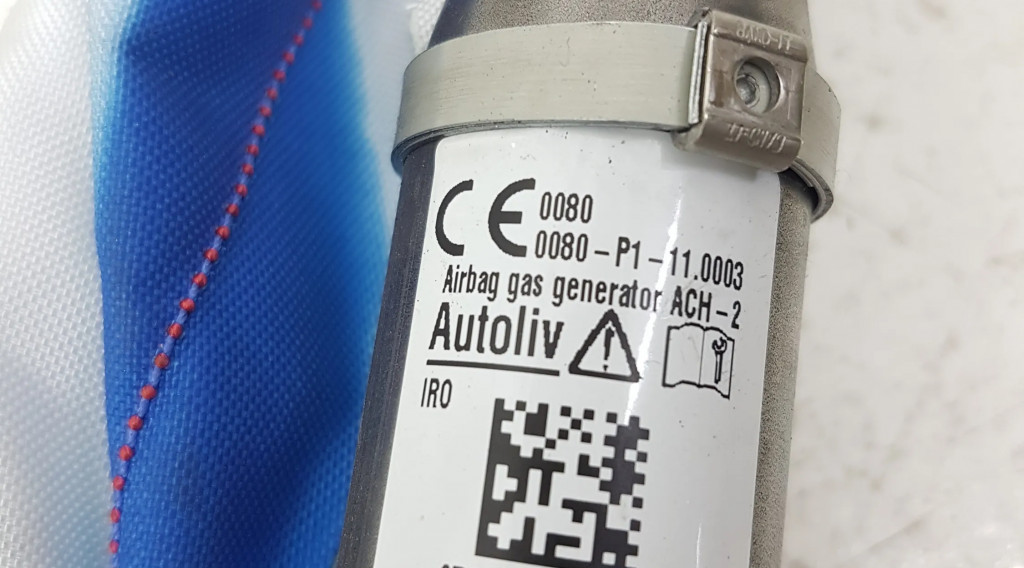 CE 0080
0080-P1-11.0003
Airbag gas generator ACH-2
Autoliv
IRO